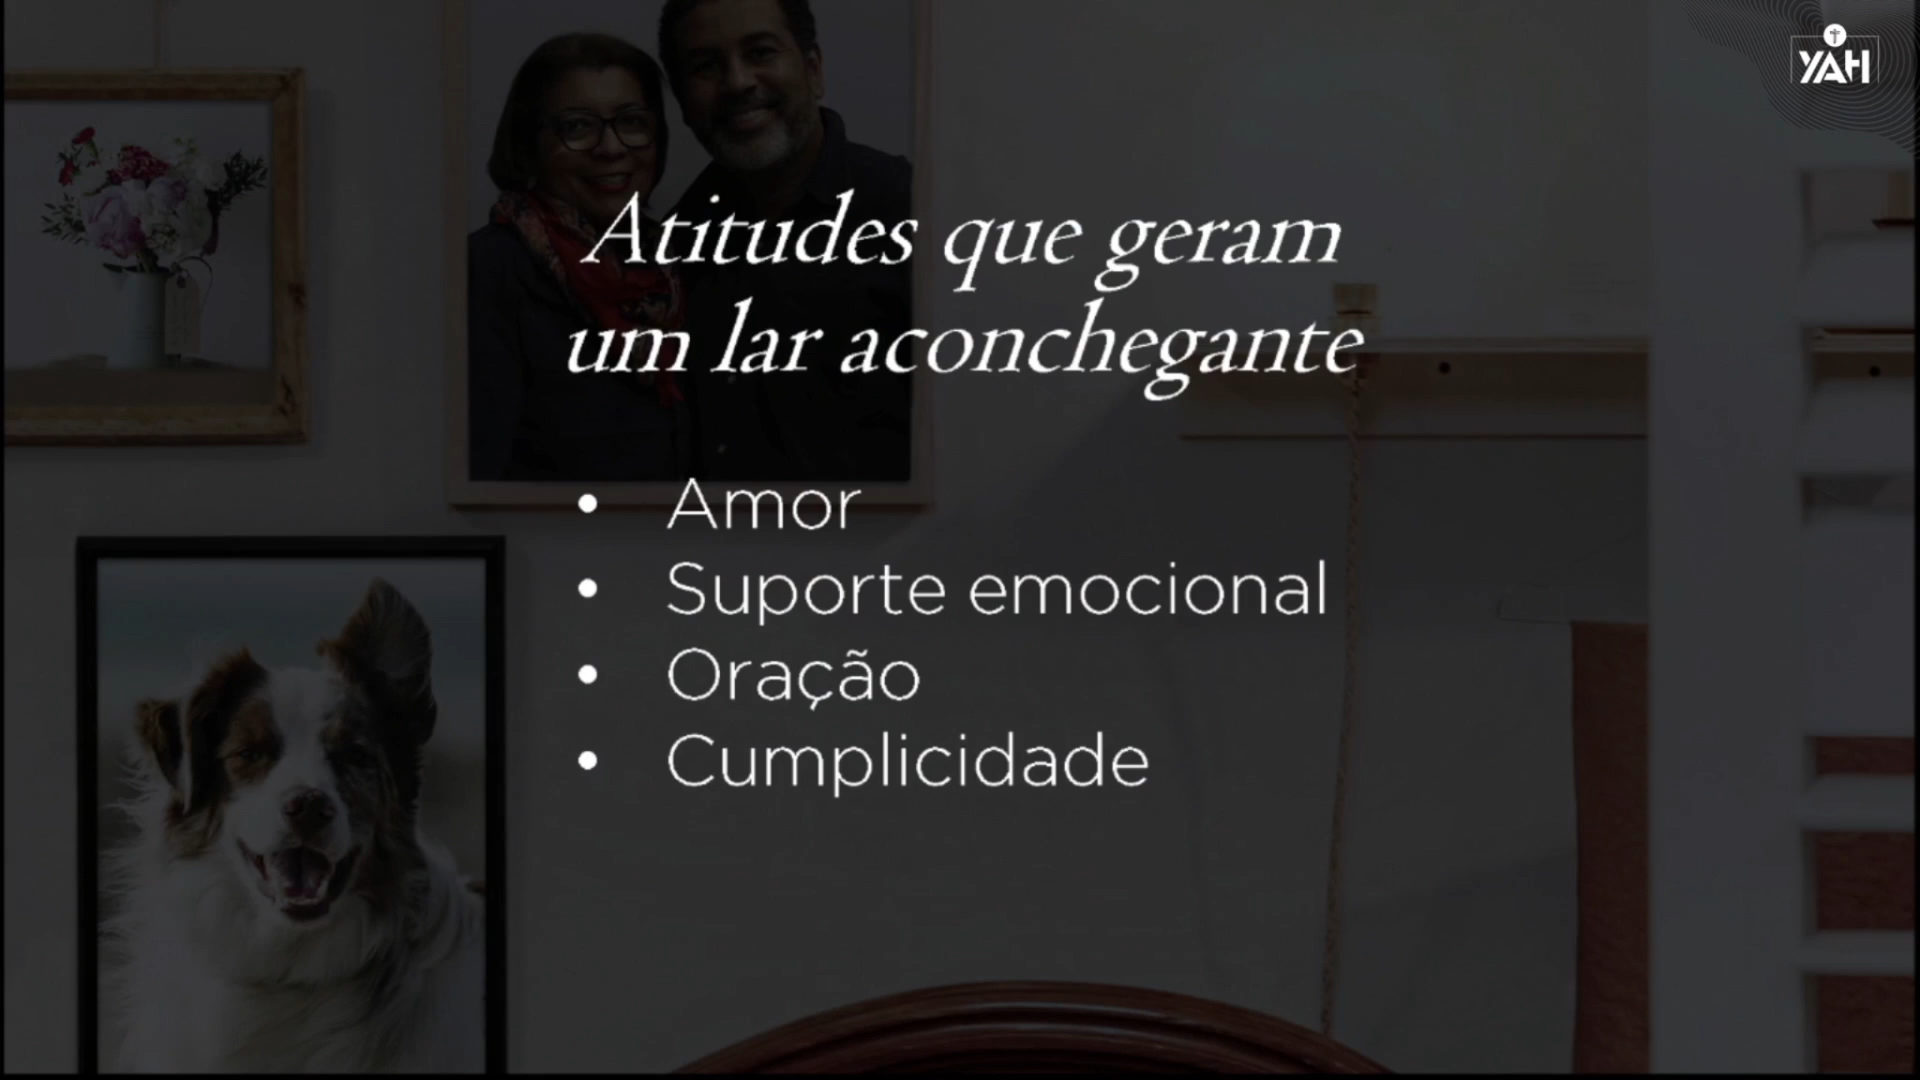 YAH
Atitudes que geram
um lar aconchegante
• Amor
• Suporte emocional
• Oração
• Cumplicidade